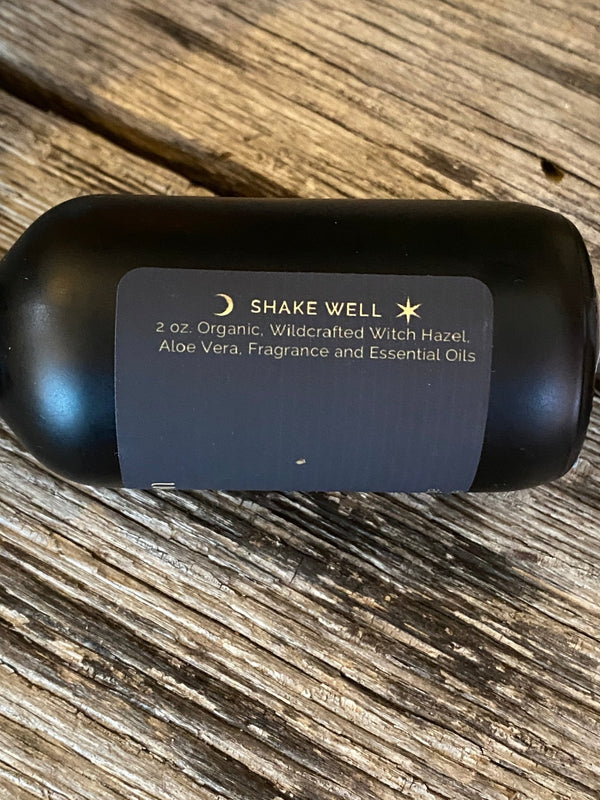 SHAKE WELL
2 oz. Organic, Wildcrafted Witch Hazel,
Aloe Vera, Fragrance and Essential Oils